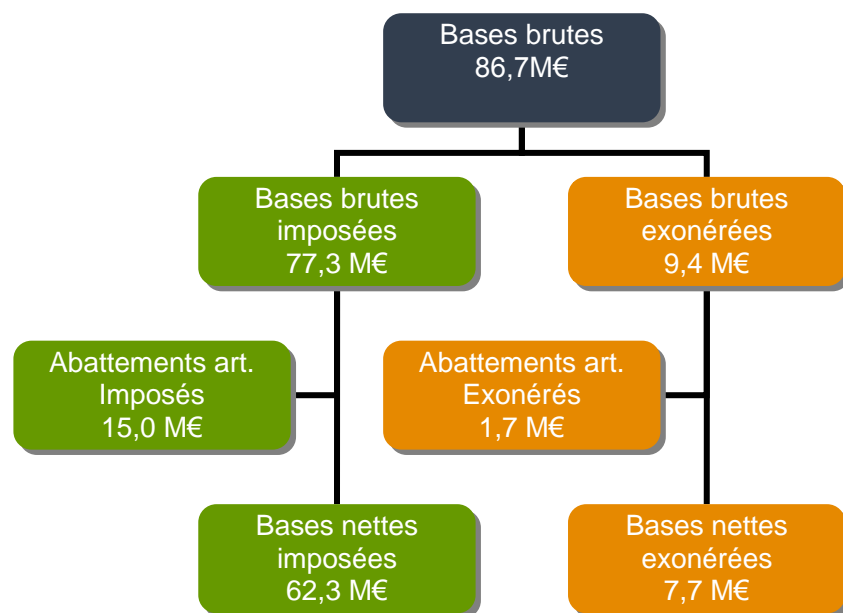 Bases brutes
86,7M€
Bases brutes
imposées
77,3 M€
Bases brutes
exonérées
9,4 M€
Abattements art.
Imposés
15,0 M€
Abattements art.
Exonérés
1,7 M€
Bases nettes
imposées
62,3 M€
Bases nettes
exonérées
7,7 M€